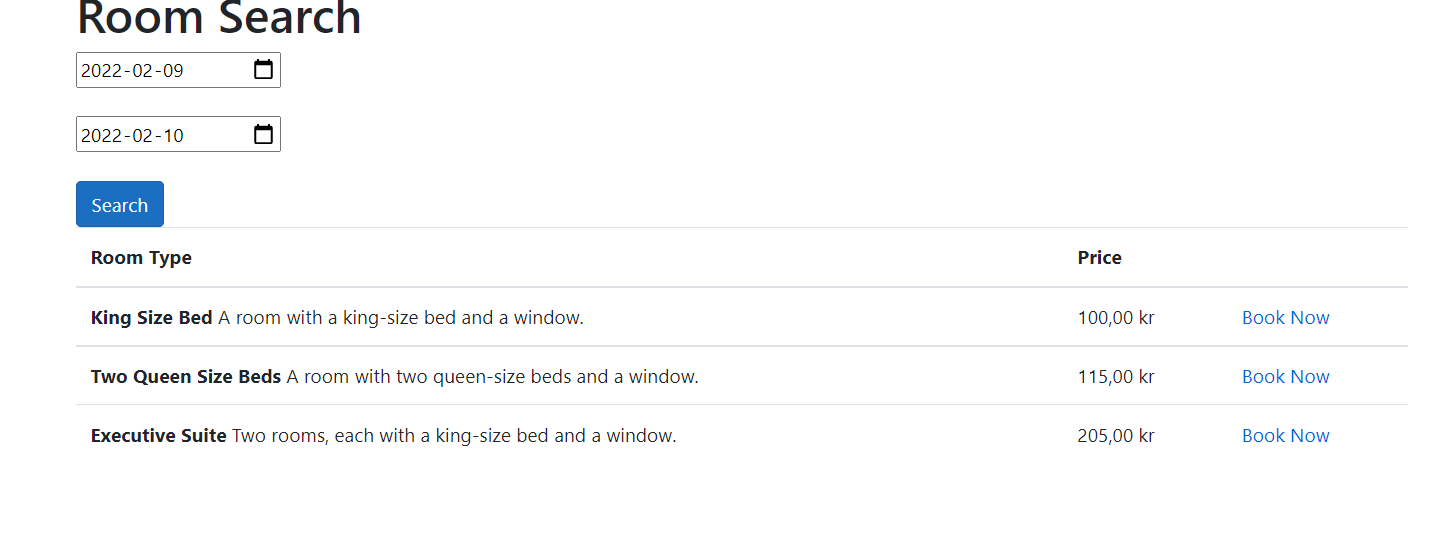 Room Search
2022-02-09
2022-02-10
Search
Room Type Price
King Size Bed A room with a king-size bed and a window. 100,00 kr Book Now
Two Queen Size Beds A room with two queen-size beds and a window. 115,00 kr Book Now
Executive Suite Two rooms, each with a king-size bed and a window. 205,00 kr Book Now